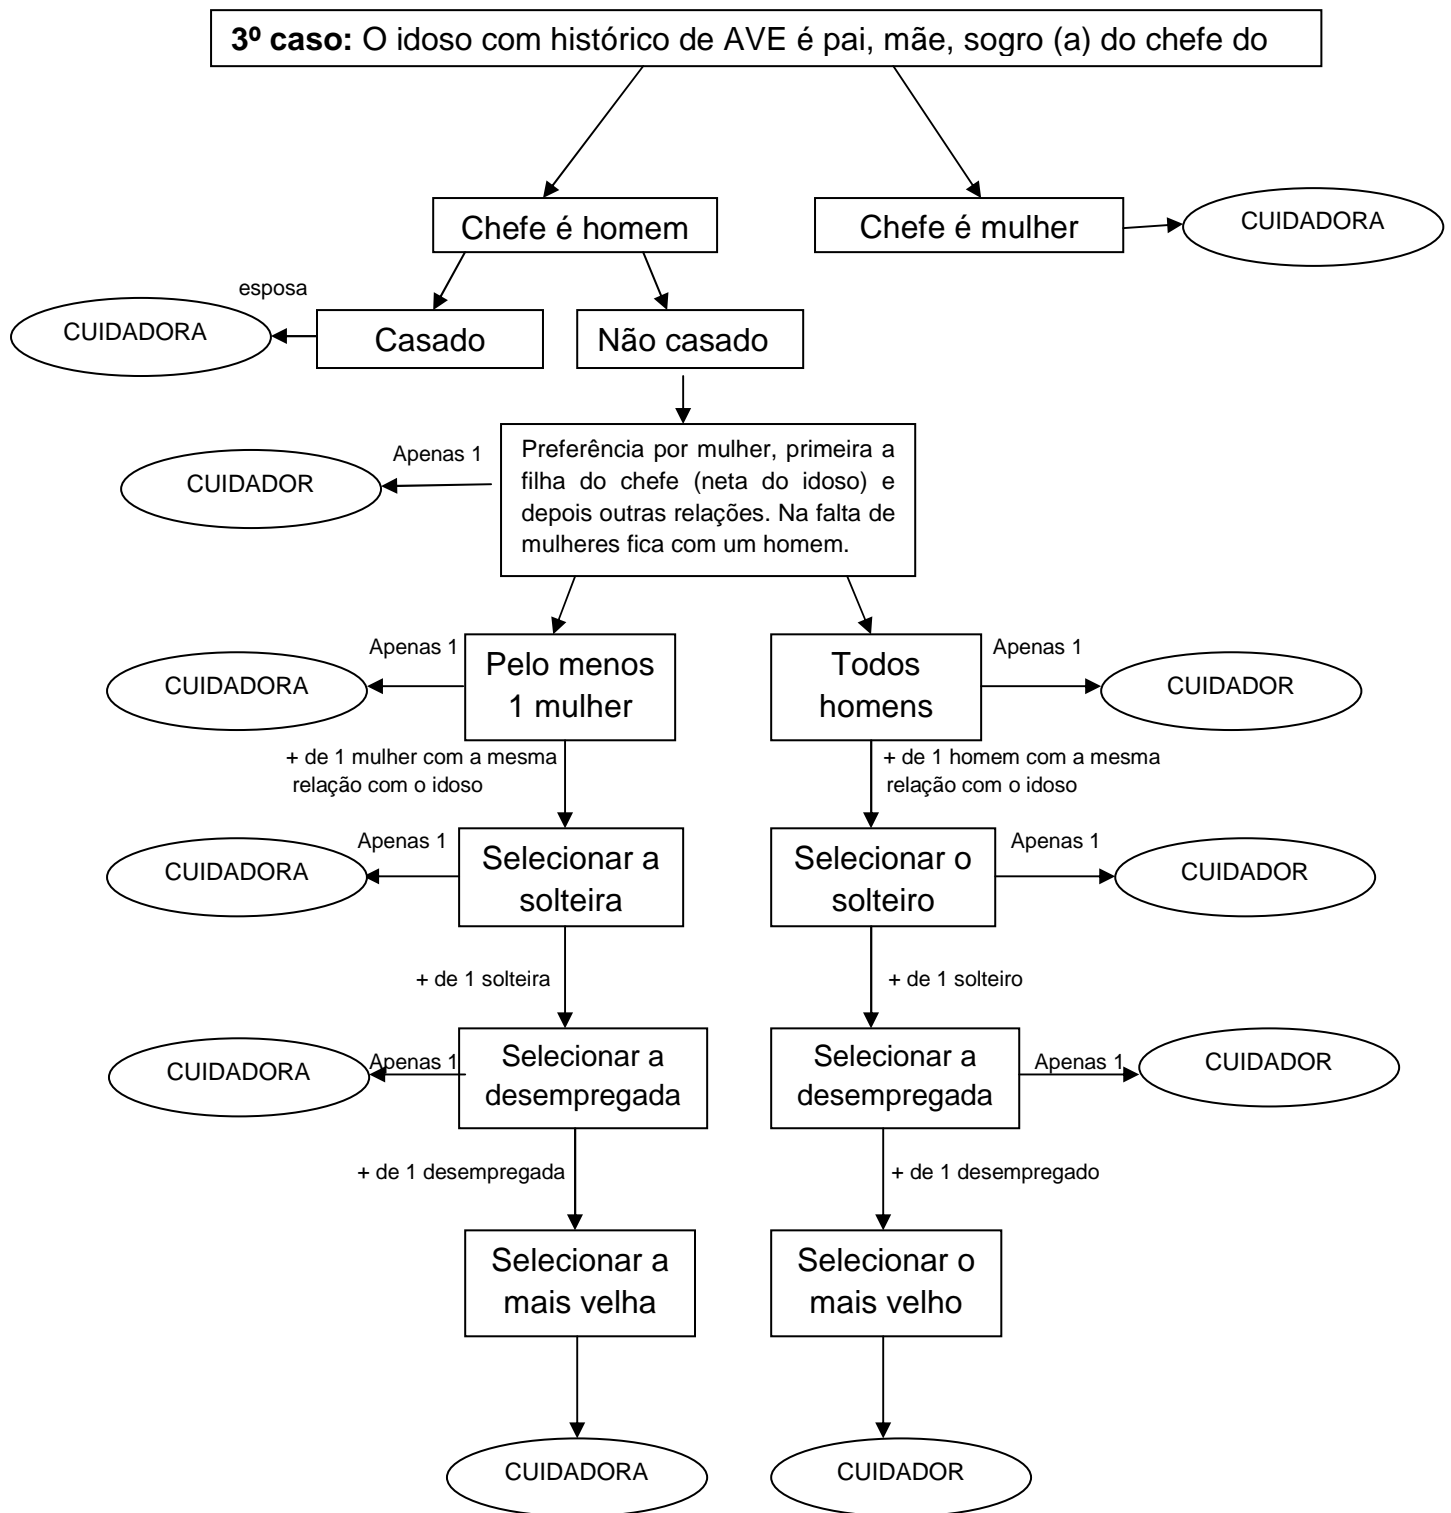 3º caso: O idoso com histórico de AVE é pai, mãe, sogro (a) do chefe do
Chefe é homem
Chefe é mulher
CUIDADORA
esposa
CUIDADORA
Casado
Não casado
Apenas 1
CUIDADOR
Preferência por mulher, primeira a
filha do chefe (neta do idoso) e
depois outras relações. Na falta de
mulheres fica com um homem.
Apenas 1
CUIDADORA
Pelo menos
1 mulher
Todos
homens
Apenas 1
CUIDADOR
+ de 1 mulher com a mesma
relação com o idoso
+ de 1 homem com a mesma
relação com o idoso
Apenas 1
CUIDADORA
Selecionar a
solteira
Selecionar o
solteiro
Apenas 1
CUIDADOR
+ de 1 solteira
+ de 1 solteiro
Apenas 1
CUIDADORA
Selecionar a
desempregada
Selecionar a
desempregada
Apenas 1
CUIDADOR
+ de 1 desempregada
+ de 1 desempregado
Selecionar a
mais velha
Selecionar o
mais velho
CUIDADORA
CUIDADOR